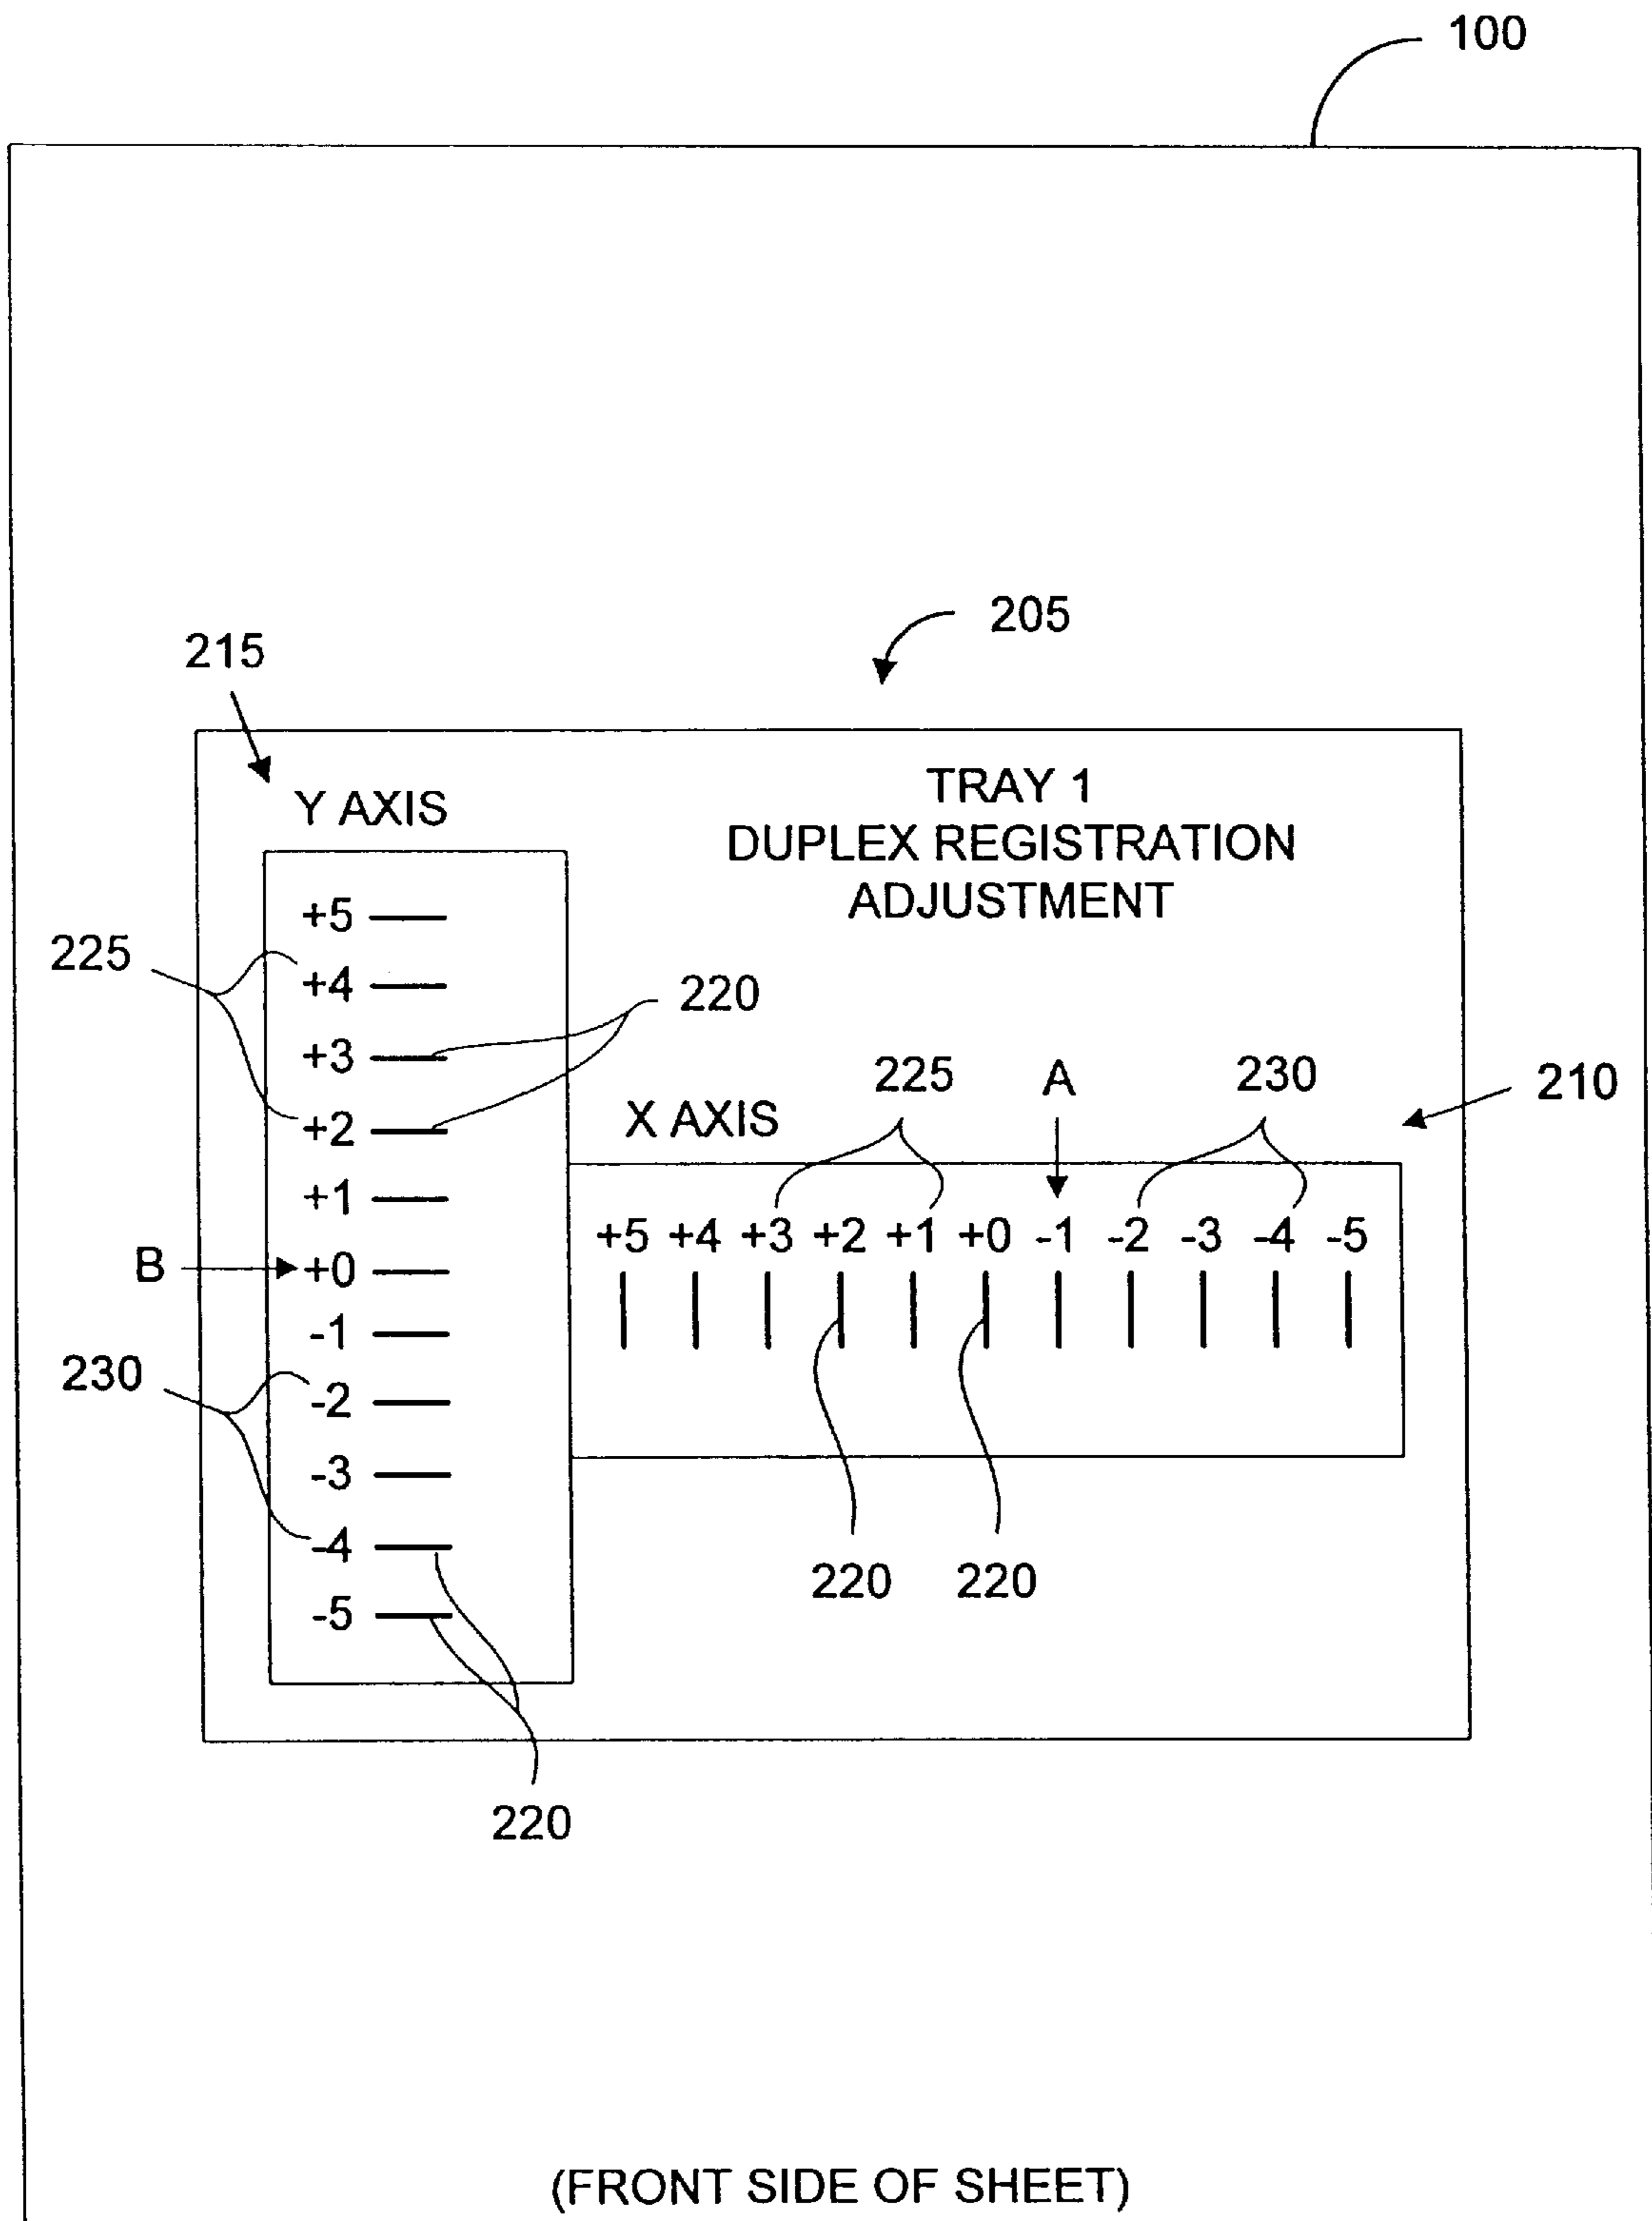 100
205
215
Y AXIS
TRAY 1
DUPLEX REGISTRATION
ADJUSTMENT
+5
225
+4
220
+3
+2
X AXIS
225
A
230
210
+1
+5 +4 +3 +2 +1 +0 -1 -2 -3 -4 -5
B
+0
-1
230
-2
-3
-4
220 220
-5
220
(FRONT SIDE OF SHEET)